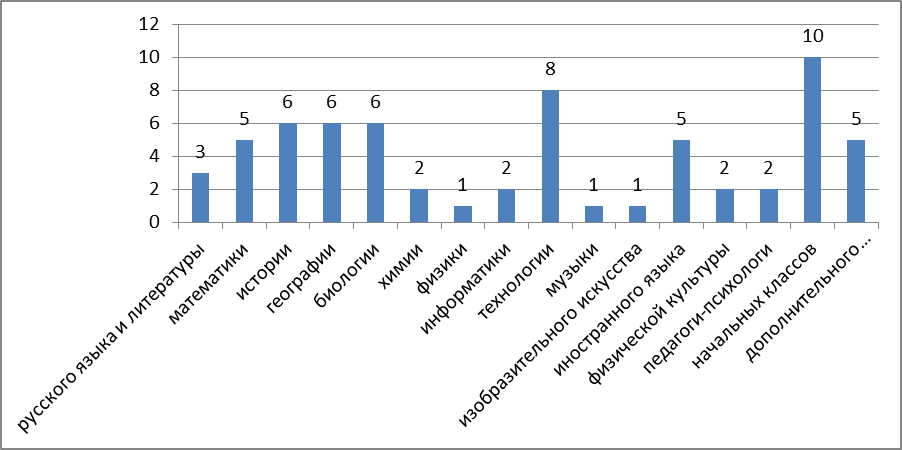 12
10
8
6
4
2
0
3
5
6
6
6
2
1
2
8
1
1
5
2
2
10
5
русского языка и литературы
математики
истории
географии
биологии
химии
физики
информатики
технологии
музыки
изобразительного искусства
иностранного языка
физической культуры
педагоги-психологи
начальных классов
дополнительного...